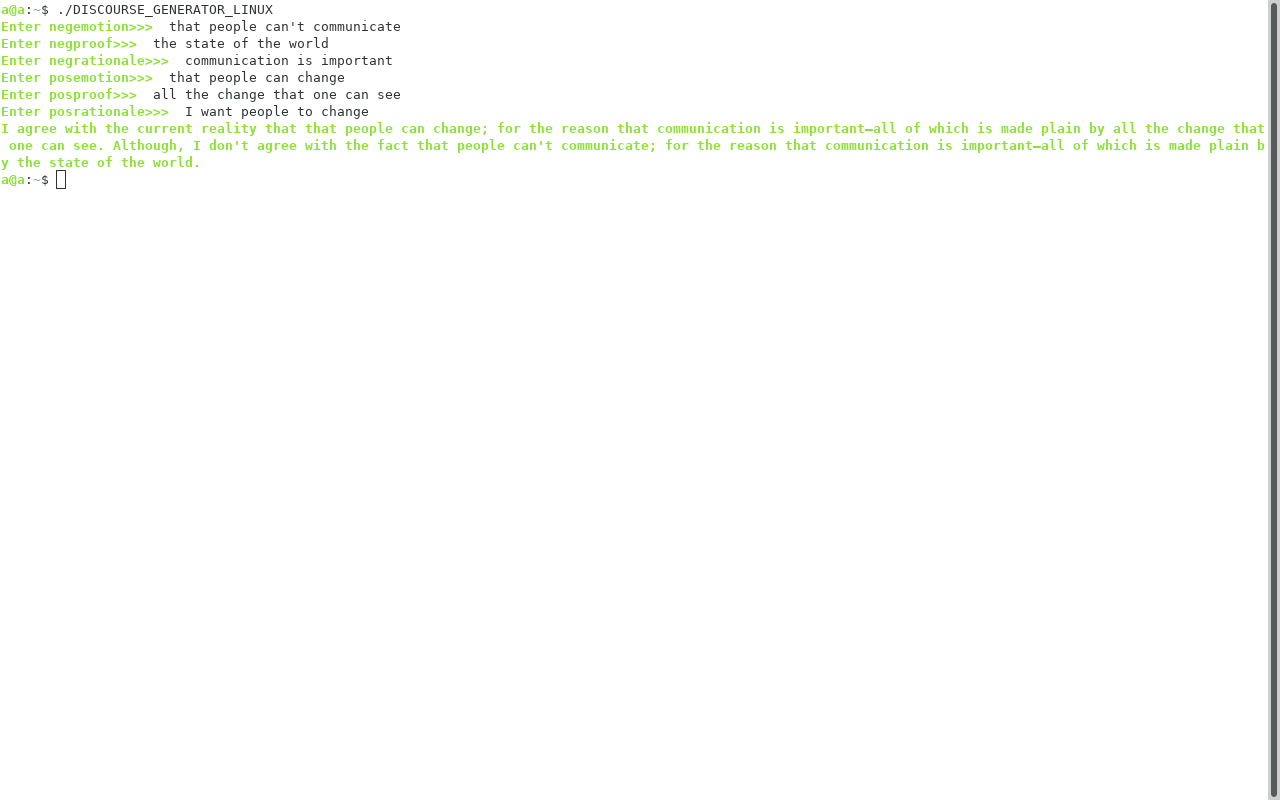 a@a:~$ ./DISCOURSE_GENERATOR_LINUX
Enter negemotion>>>  that people can't communicate
Enter negproof>>>  the state of the world
Enter negrationale>>>  communication is important
Enter posemotion>>>  that people can change
Enter posproof>>>  all the change that one can see
Enter posrationale>>>  I want people to change
I agree with the current reality that that people can change; for the reason that communication is important—all of which is made plain by all the change that
 one can see. Although, I don't agree with the fact that people can't communicate; for the reason that communication is important—all of which is made plain b
y the state of the world.
a@a:~$